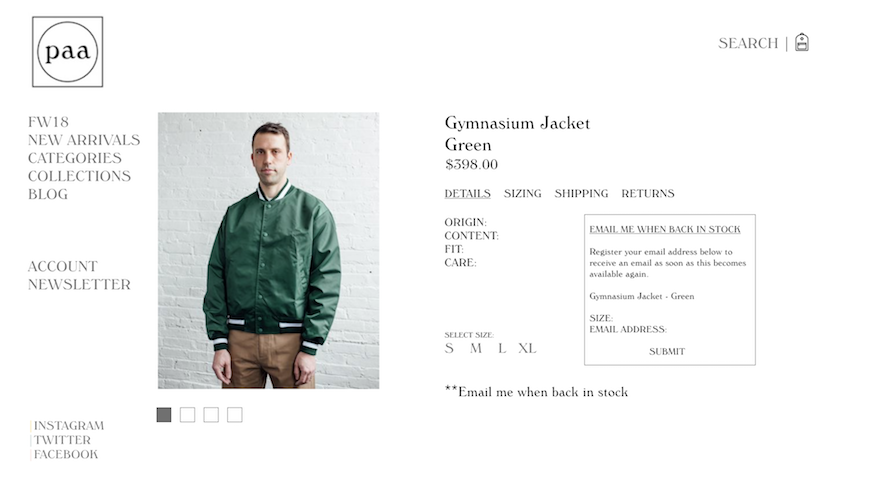 paa
SEARCH |
FW18
NEW ARRIVALS
CATEGORIES
COLLECTIONS
BLOG
ACCOUNT
NEWSLETTER
INSTAGRAM
TWITTER
FACEBOOK
Gymnasium Jacket
Green
$398.00
DETAILS SIZING SHIPPING RETURNS
ORIGIN:
CONTENT:
FIT:
CARE:
SELECT SIZE:
S M L XL
EMAIL ME WHEN BACK IN STOCK
Register your email address below to
receive an email as soon as this becomes
available again.
Gymnasium Jacket - Green
SIZE:
EMAIL ADDRESS:
SUBMIT
**Email me when back in stock